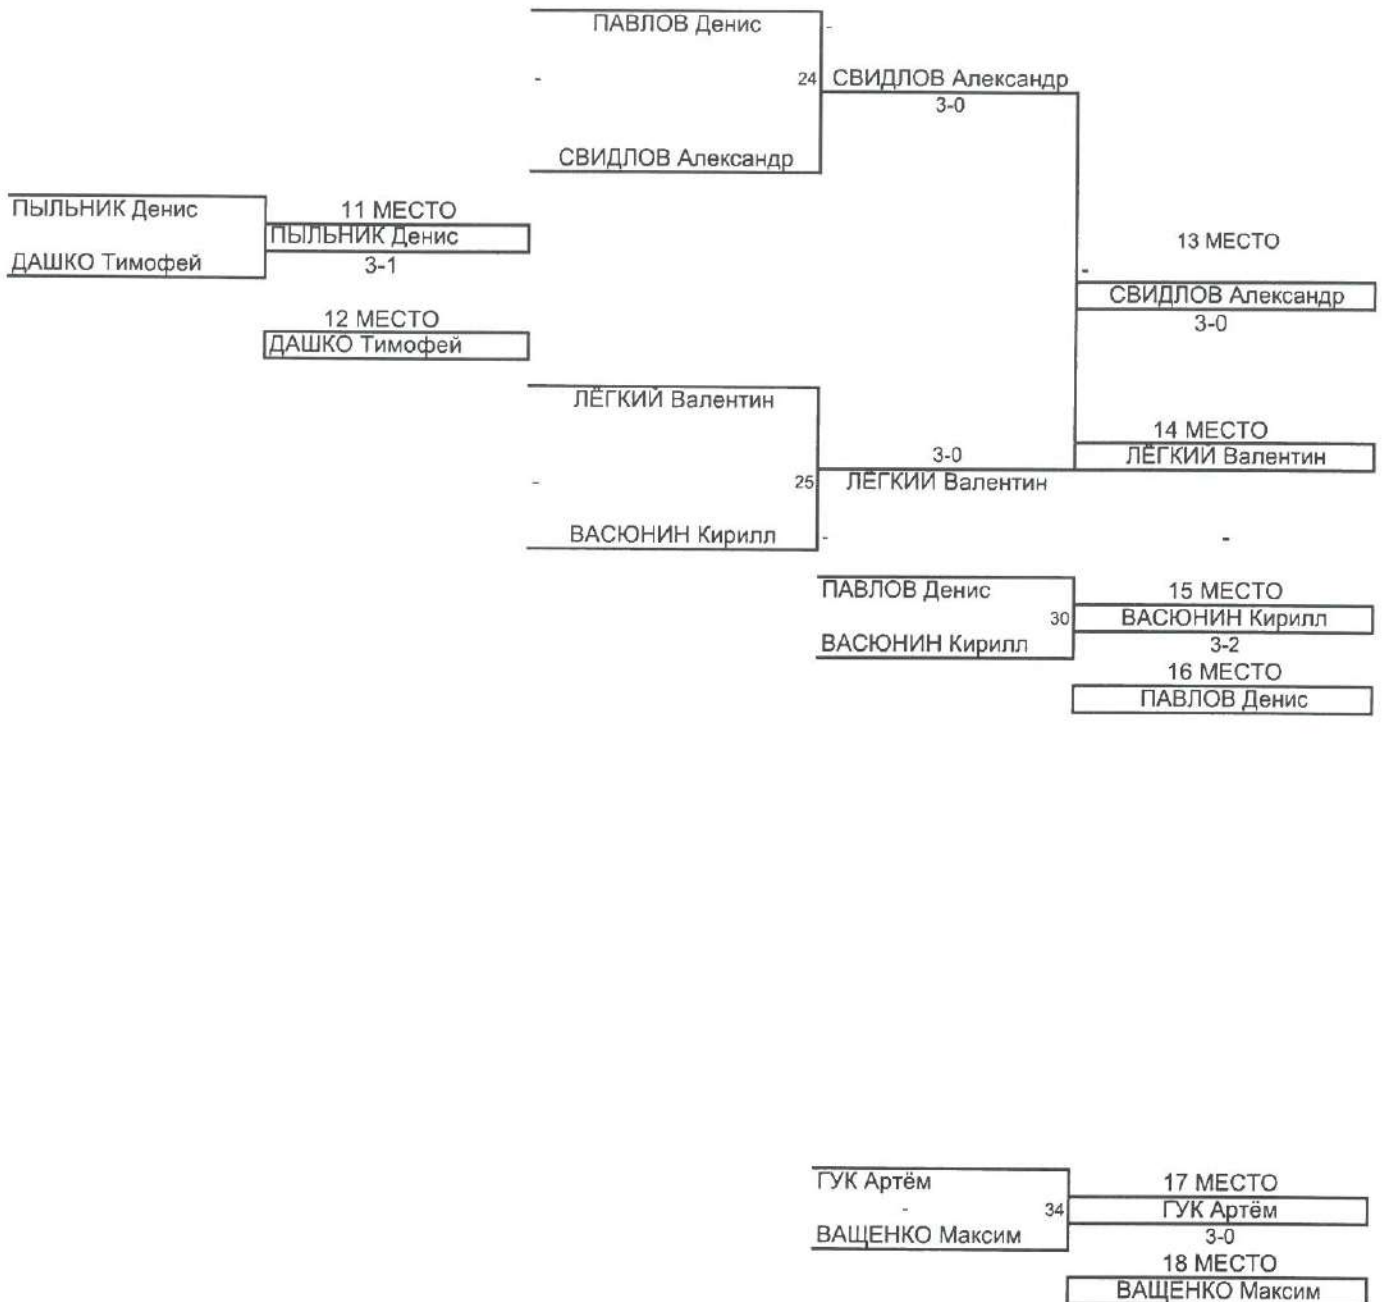 ПАВЛОВ Денис
-
-
24
СВИДЛОВ Александр
3-0
СВИДЛОВ Александр
ПЫЛЬНИК Денис
11 МЕСТО
ПЫЛЬНИК Денис
ДАШКО Тимофей
3-1
12 МЕСТО
ДАШКО Тимофей
13 МЕСТО
-
СВИДЛОВ Александр
3-0
ЛЁГКИЙ Валентин
14 МЕСТО
ЛЁГКИЙ Валентин
3-0
-
25
ЛЁГКИЙ Валентин
ВАСЮНИН Кирилл
-
-
ПАВЛОВ Денис
15 МЕСТО
30
ВАСЮНИН Кирилл
ВАСЮНИН Кирилл
3-2
16 МЕСТО
ПАВЛОВ Денис
ГУК Артём
17 МЕСТО
-
34
ГУК Артём
ВАЩЕНКО Максим
3-0
18 МЕСТО
ВАЩЕНКО Максим